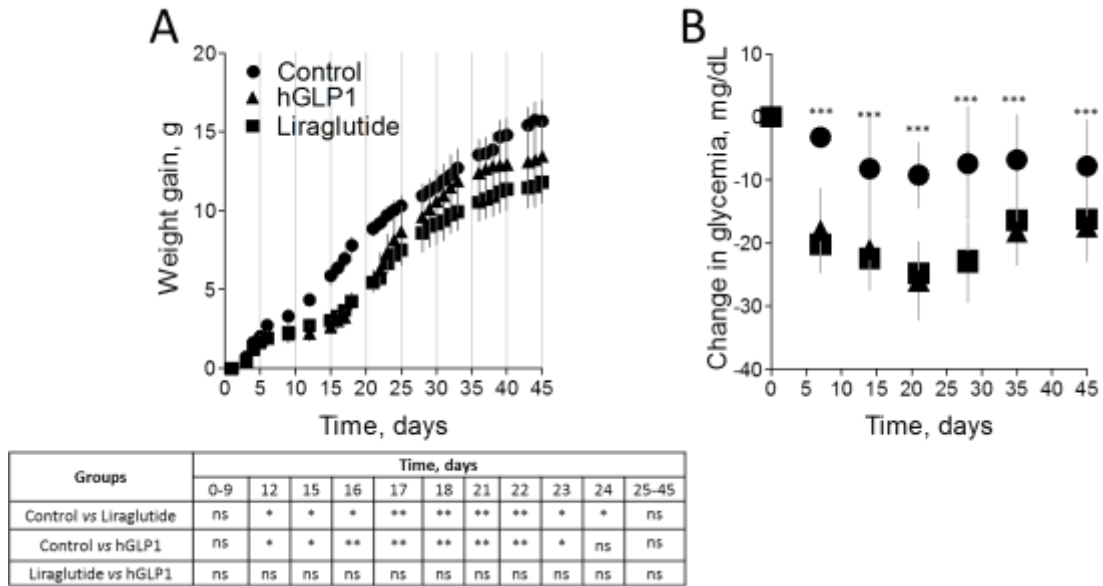 A
Weight gain, g
20
15
10
5
0
Control
hGLP1
Liraglutide
0 5 10 15 20 25 30 35 40 45
Time, days
B
Change in glycemia, mg/dL
10
0
-10
-20
-30
-40
*** *** *** *** *** ***
0 5 10 15 20 25 30 35 40 45
Time, days
Groups Time, days
0-9 12 15 16 17 18 21 22 23 24 25-45
Control vs Liraglutide ns * * * ** ** ** ** * * ns
Control vs hGLP1 ns * * ** ** ** ** ** * ns ns
Liraglutide vs hGLP1 ns ns ns ns ns ns ns ns ns ns ns